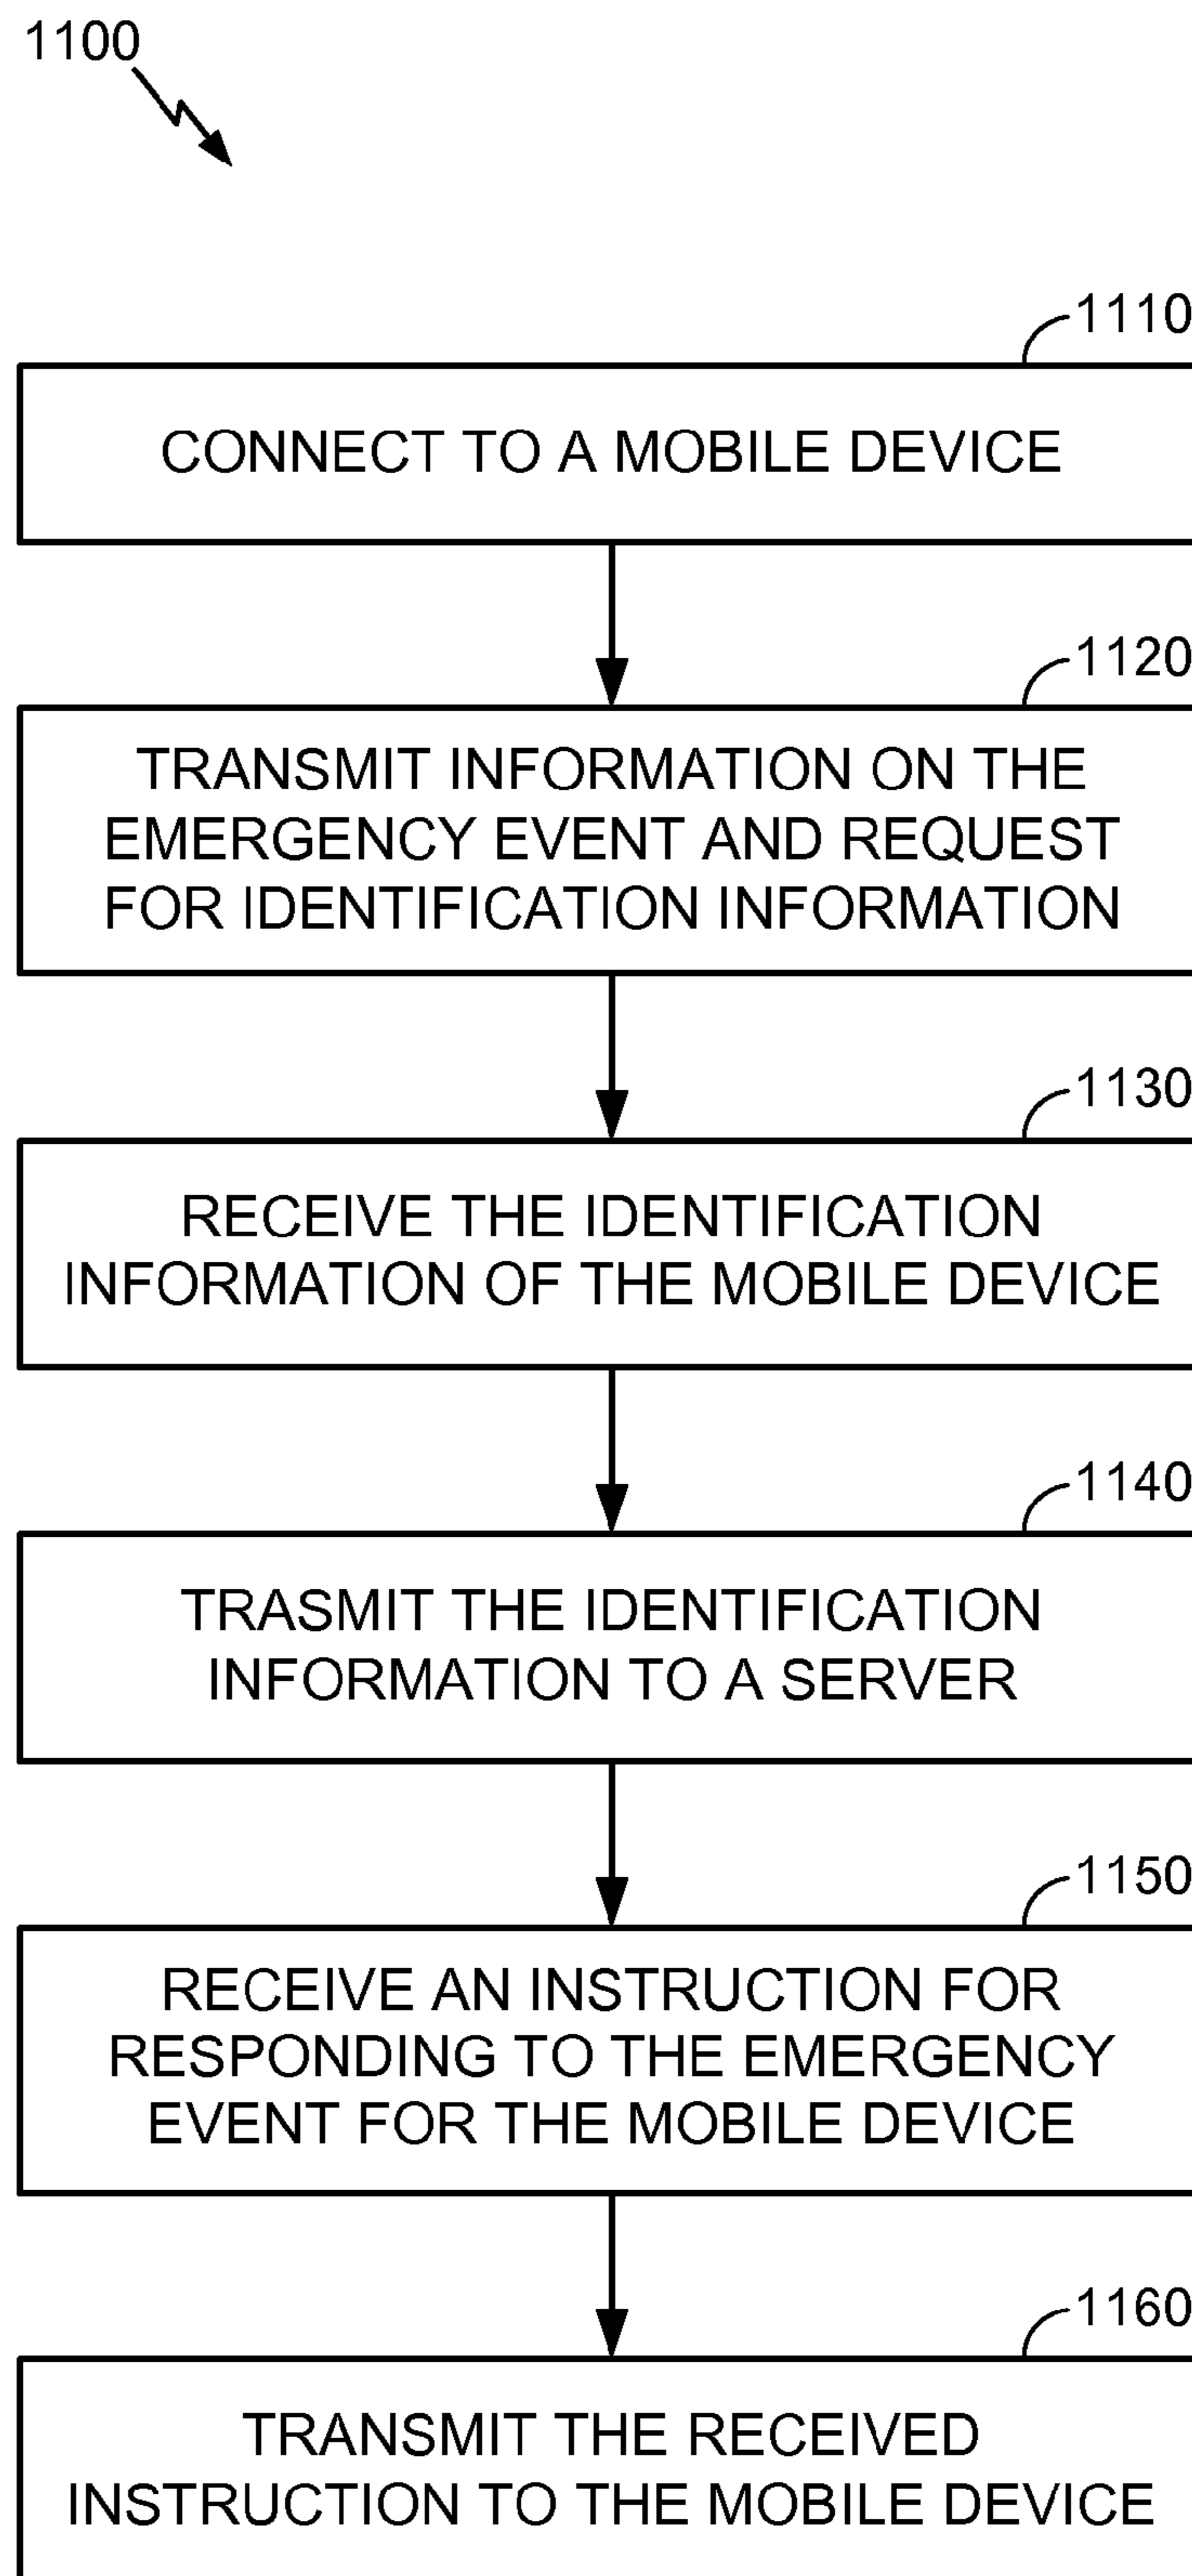 1100
1110
CONNECT TO A MOBILE DEVICE
1120
TRANSMIT INFORMATION ON THE
EMERGENCY EVENT AND REQUEST
FOR IDENTIFICATION INFORMATION
1130
RECEIVE THE IDENTIFICATION
INFORMATION OF THE MOBILE DEVICE
1140
TRASMIT THE IDENTIFICATION
INFORMATION TO A SERVER
1150
RECEIVE AN INSTRUCTION FOR
RESPONDING TO THE EMERGENCY
EVENT FOR THE MOBILE DEVICE
1160
TRANSMIT THE RECEIVED
INSTRUCTION TO THE MOBILE DEVICE